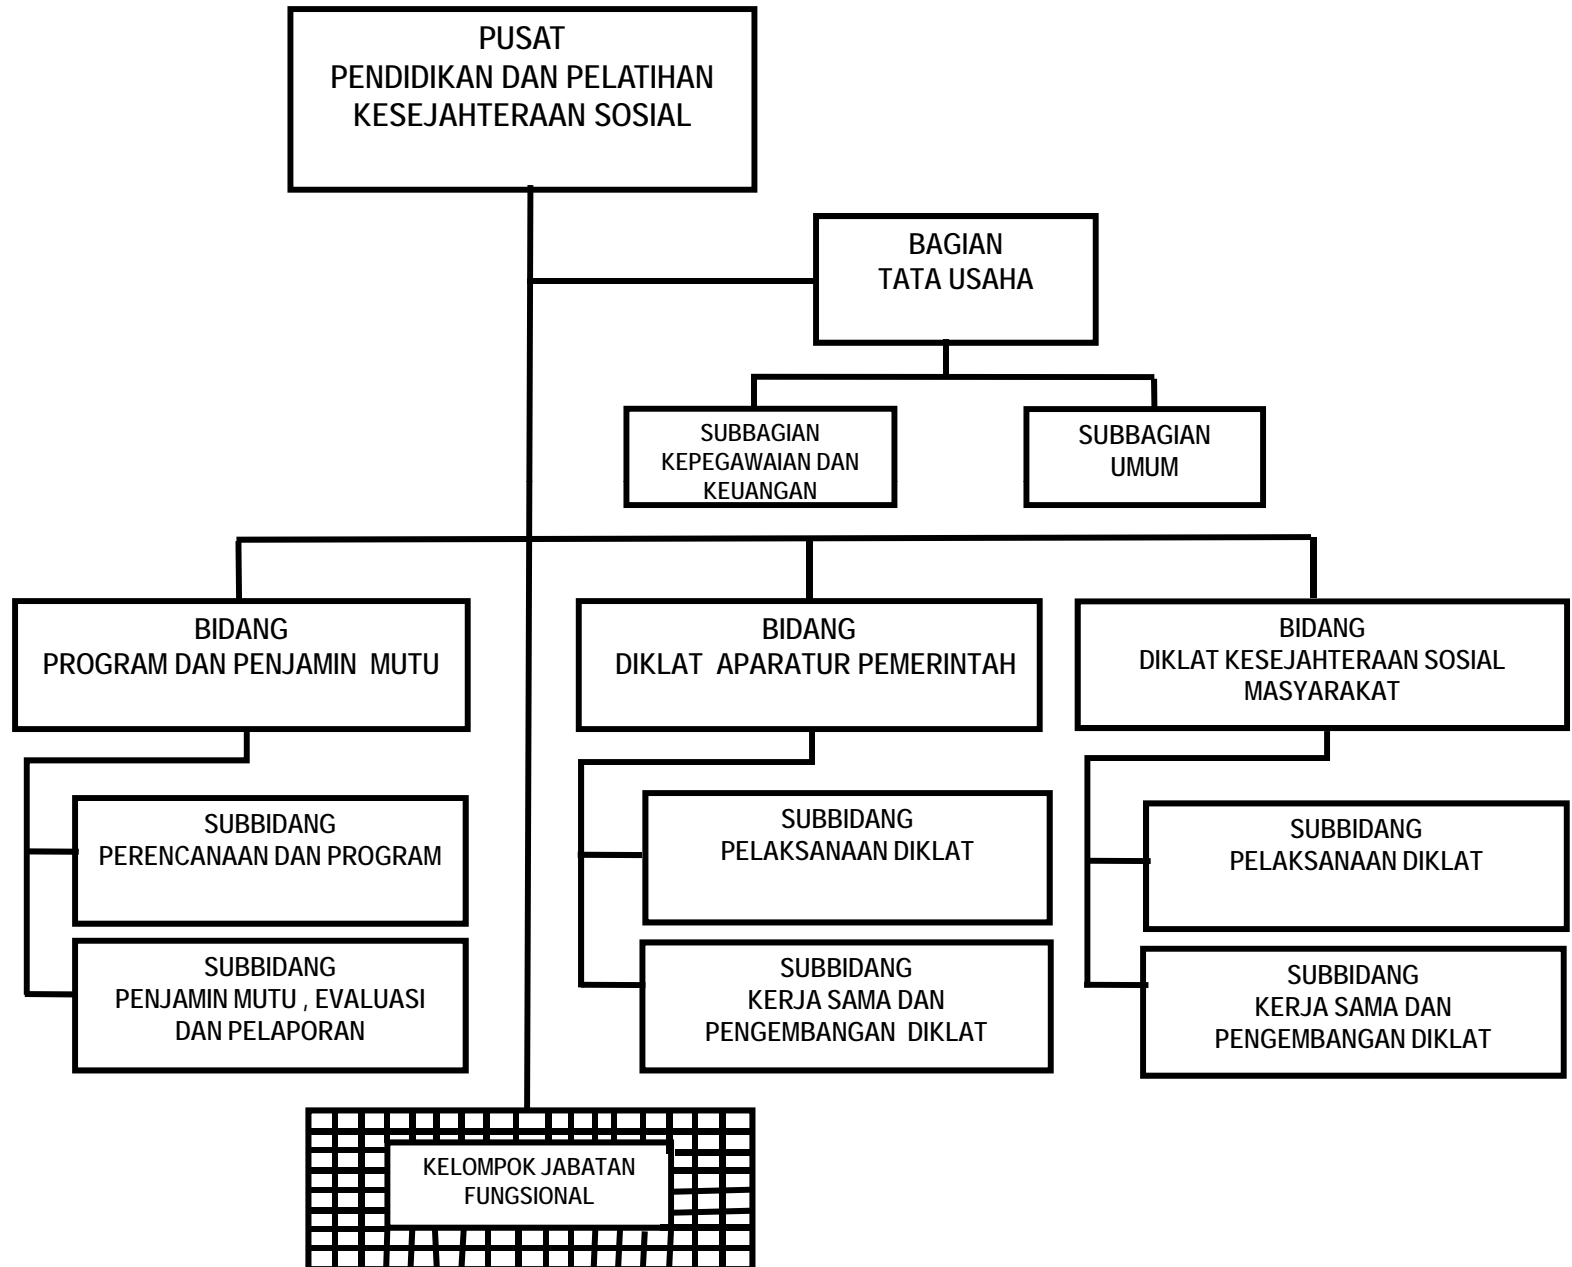 PUSAT
PENDIDIKAN DAN PELATIHAN
KESEJAHTERAAN SOSIAL
BAGIAN
TATA USAHA
SUBBAGIAN
KEPEGAWAIAN DAN
KEUANGAN
SUBBAGIAN
UMUM
BIDANG
PROGRAM DAN PENJAMIN MUTU
BIDANG
DIKLAT APARATUR PEMERINTAH
BIDANG
DIKLAT KESEJAHTERAAN SOSIAL
MASYARAKAT
SUBBIDANG
PERENCANAAN DAN PROGRAM
SUBBIDANG
PELAKSANAAN DIKLAT
SUBBIDANG
PELAKSANAAN DIKLAT
SUBBIDANG
PENJAMIN MUTU , EVALUASI
DAN PELAPORAN
SUBBIDANG
KERJA SAMA DAN
PENGEMBANGAN DIKLAT
SUBBIDANG
KERJA SAMA DAN
PENGEMBANGAN DIKLAT
KELOMPOK JABATAN
FUNGSIONAL